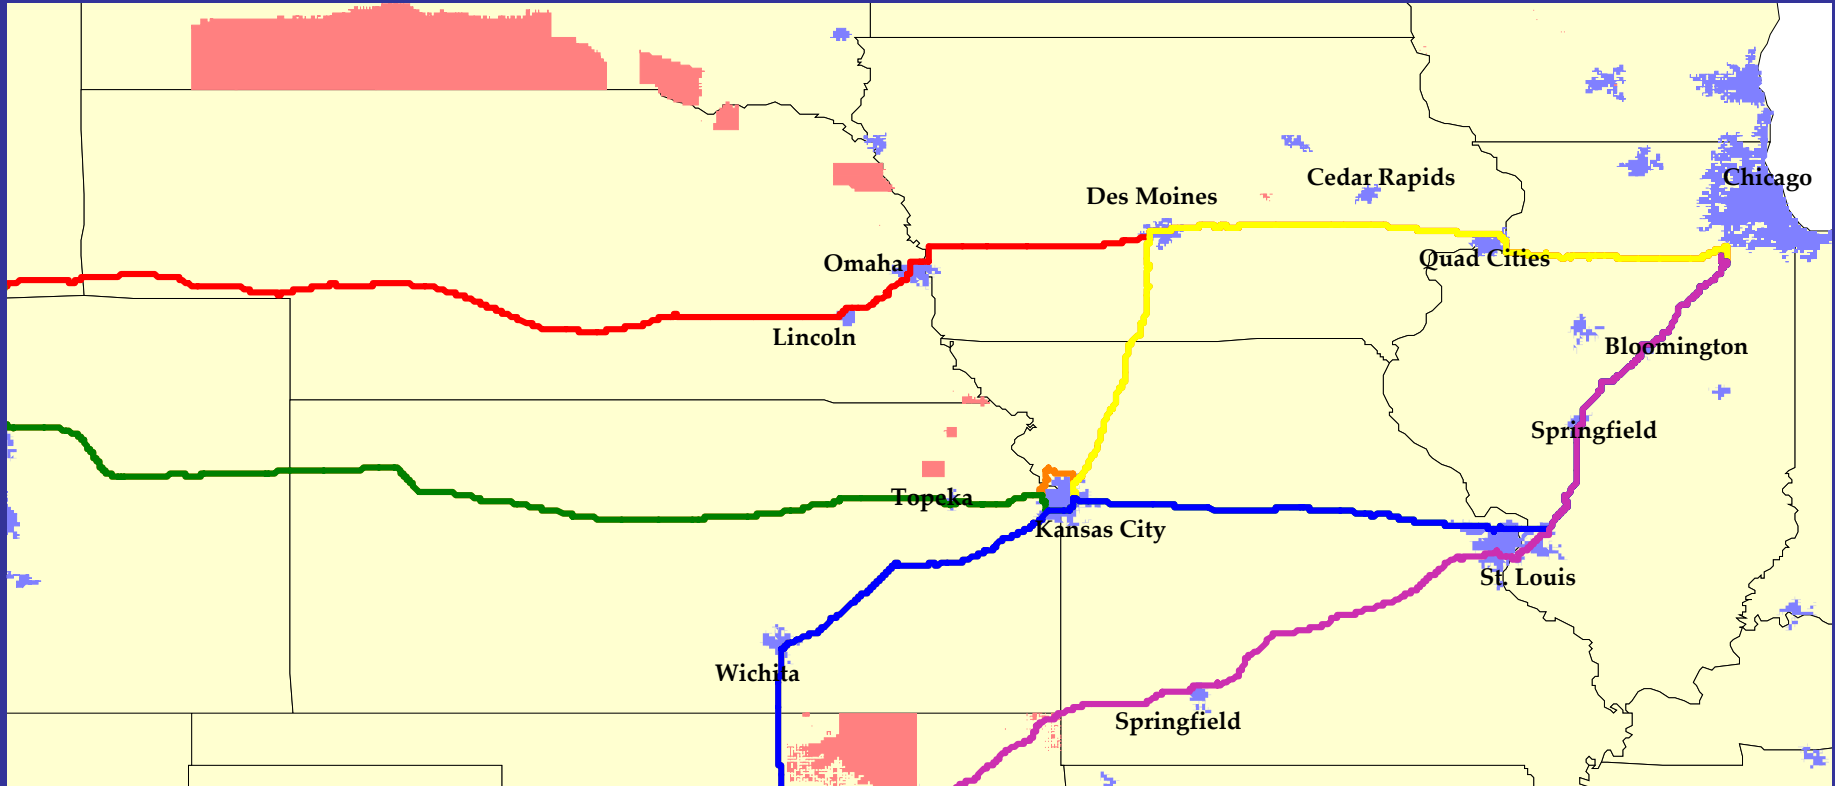 Cedar Rapids
Chicago
Des Moines
Quad Cities
Omaha
Lincoln
Bloomington
Springfield
Topeka
Kansas City
St. Louis
Wichita
Springfield